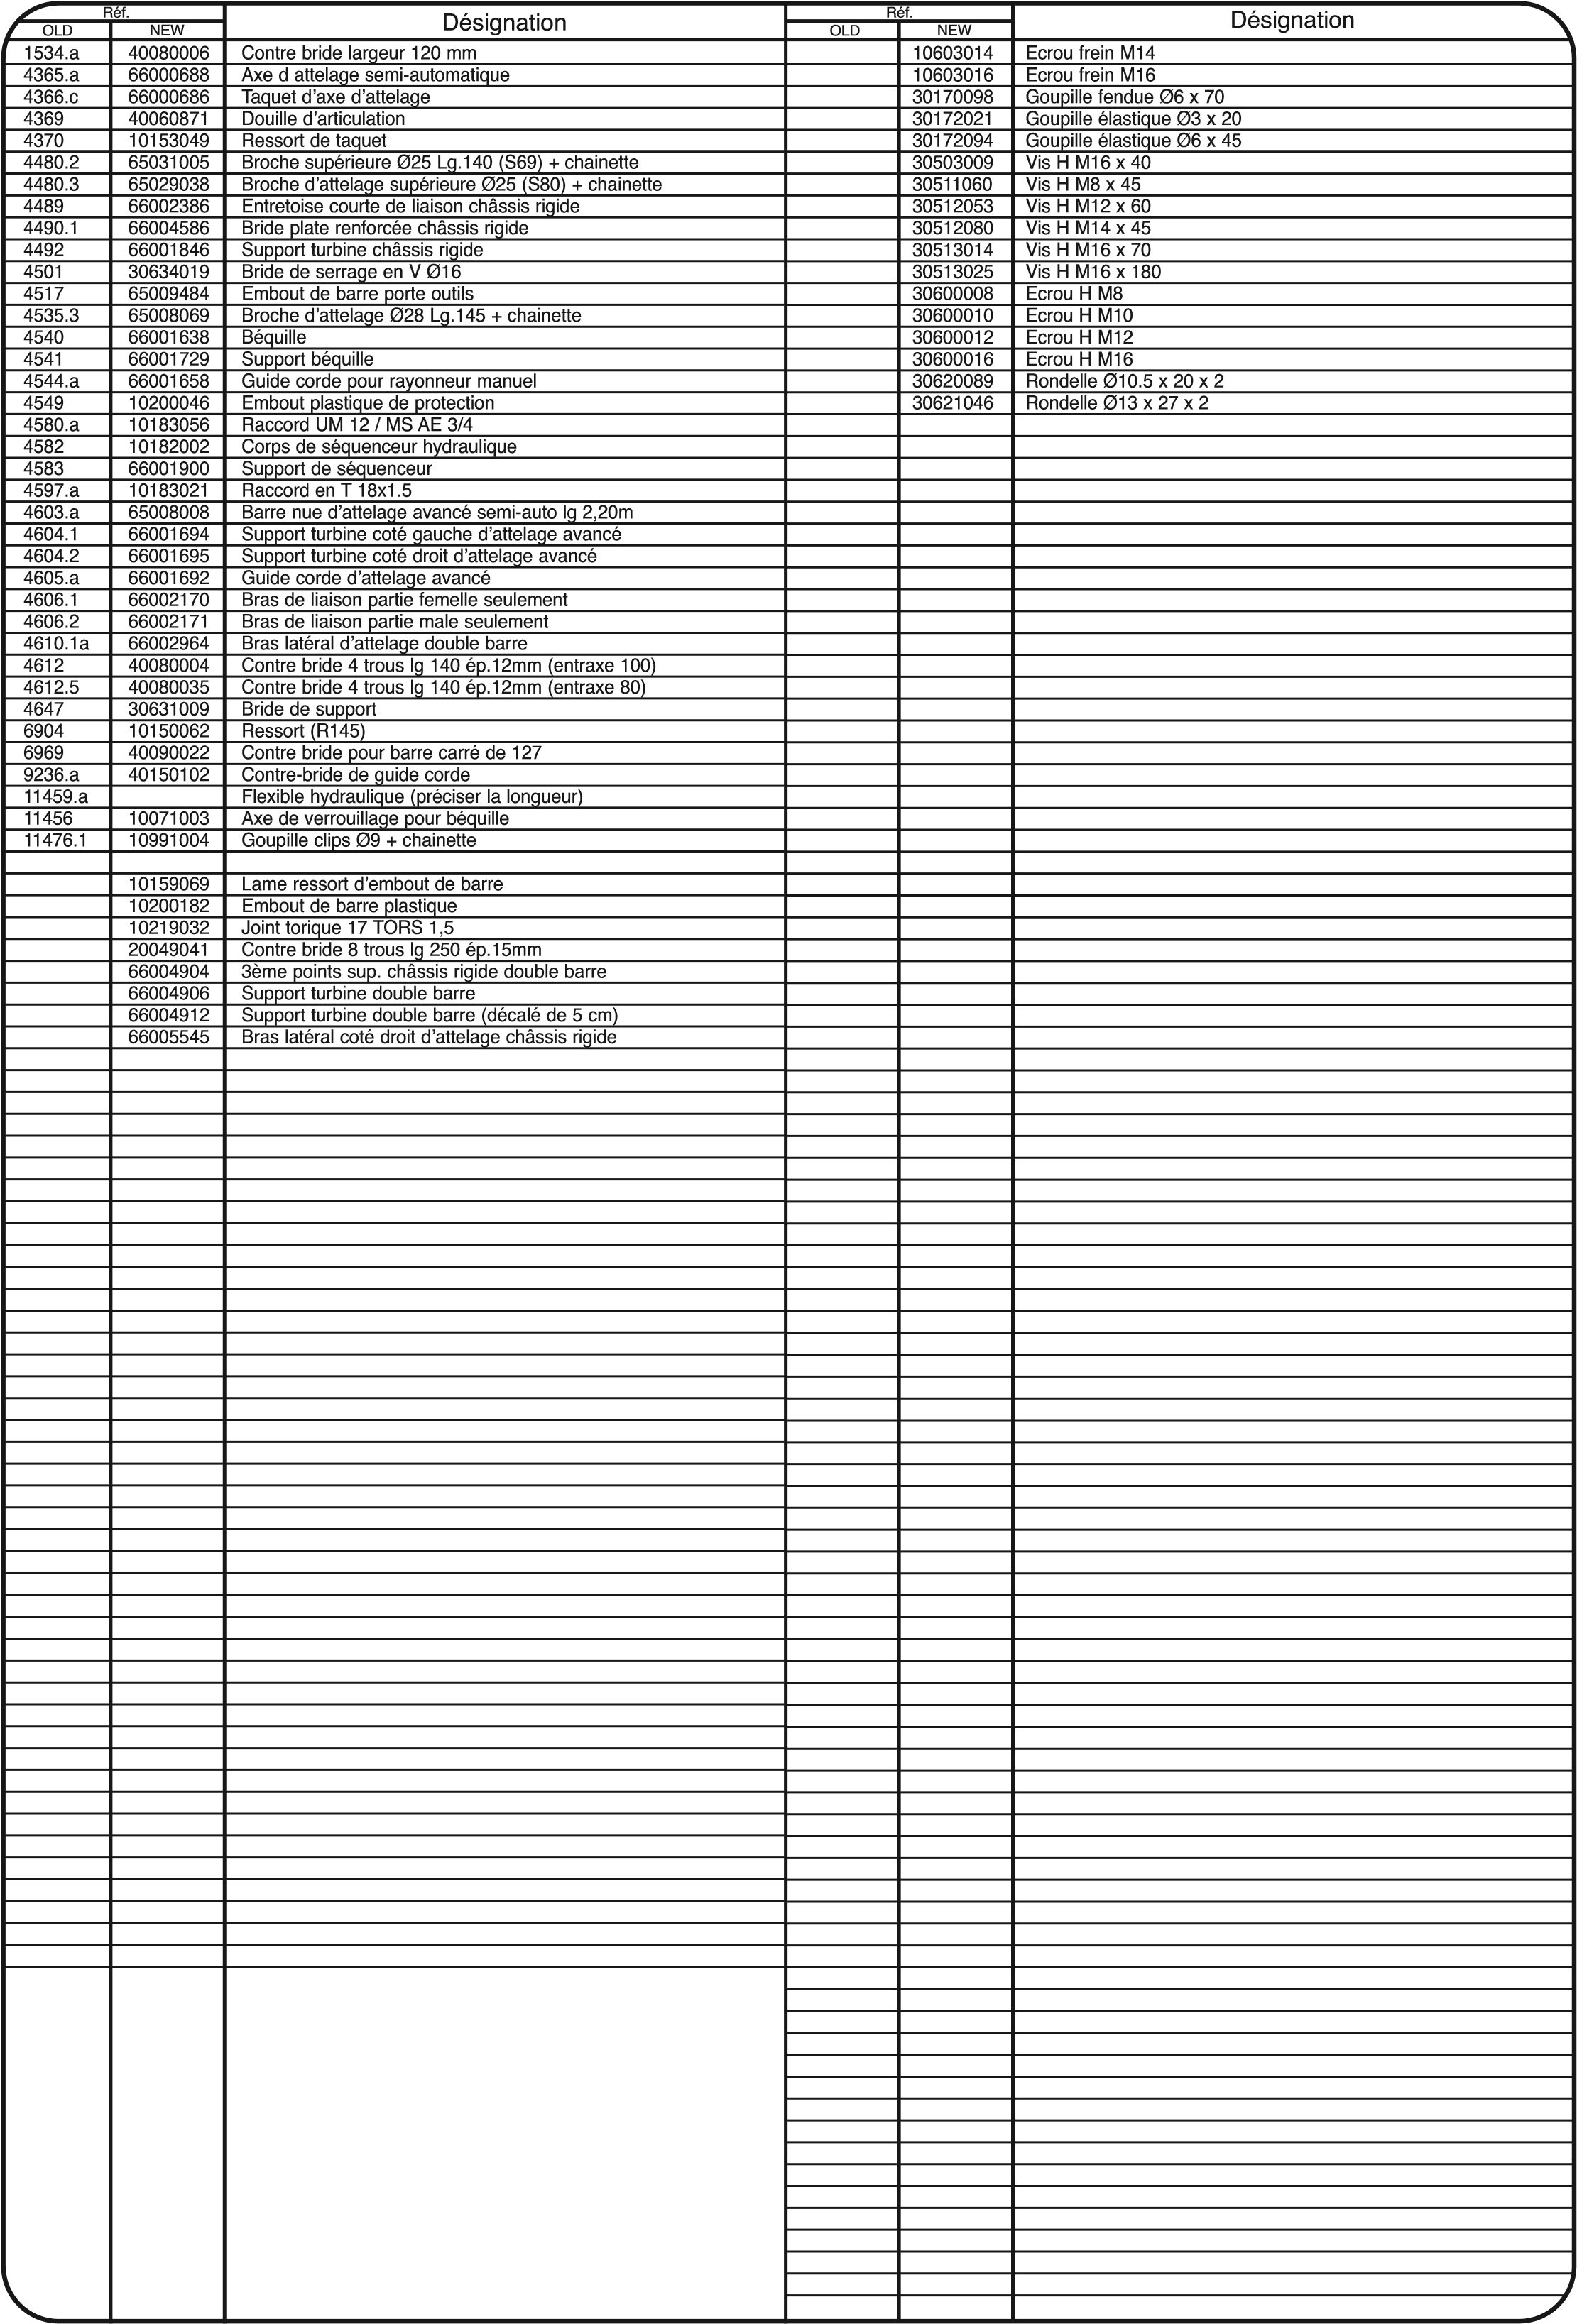 Réf. Désignation
OLD NEW
1534.a 40080006 Contre bride largeur 120 mm
4365.a 66000688 Axe d attelage semi-automatique
4366.c 66000686 Taquet d’axe d’attelage
4369 40060871 Douille d’articulation
4370 10153049 Ressort de taquet
4480.2 65031005 Broche supérieure Ø25 Lg.140 (S69) + chainette
4480.3 65029038 Broche d’attelage supérieure Ø25 (S80) + chainette
4489 66002386 Entretoise courte de liaison châssis rigide
4490.1 66004586 Bride plate renforcée châssis rigide
4492 66001846 Support turbine châssis rigide
4501 30634019 Bride de serrage en V Ø16
4517 65009484 Embout de barre porte outils
4535.3 65008069 Broche d’attelage Ø28 Lg.145 + chainette
4540 66001638 Béquille
4541 66001729 Support béquille
4544.a 66001658 Guide corde pour rayonneur manuel
4549 10200046 Embout plastique de protection
4580.a 10183056 Raccord UM 12 / MS AE 3/4
4582 10182002 Corps de séquenceur hydraulique
4583 66001900 Support de séquenceur
4597.a 10183021 Raccord en T 18x1.5
4603.a 65008008 Barre nue d’attelage avancé semi-auto lg 2,20m
4604.1 66001694 Support turbine coté gauche d’attelage avancé
4604.2 66001695 Support turbine coté droit d’attelage avancé
4605.a 66001692 Guide corde d’attelage avancé
4606.1 66002170 Bras de liaison partie femelle seulement
4606.2 66002171 Bras de liaison partie male seulement
4610.1a 66002964 Bras latéral d’attelage double barre
4612 40080004 Contre bride 4 trous lg 140 ép.12mm (entraxe 100)
4612.5 40080035 Contre bride 4 trous lg 140 ép.12mm (entraxe 80)
4647 30631009 Bride de support
6904 10150062 Ressort (R145)
6969 40090022 Contre bride pour barre carré de 127
9236.a 40150102 Contre-bride de guide corde
11459.a Flexible hydraulique (préciser la longueur)
11456 10071003 Axe de verrouillage pour béquille
11476.1 10991004 Goupille clips Ø9 + chainette
10159069 Lame ressort d’embout de barre
10200182 Embout de barre plastique
10219032 Joint torique 17 TORS 1,5
20049041 Contre bride 8 trous lg 250 ép.15mm
66004904 3ème points sup. châssis rigide double barre
66004906 Support turbine double barre
66004912 Support turbine double barre (décalé de 5 cm)
66005545 Bras latéral coté droit d’attelage châssis rigide
Réf. Désignation
OLD NEW
10603014 Ecrou frein M14
10603016 Ecrou frein M16
30170098 Goupille fendue Ø6 x 70
30172021 Goupille élastique Ø3 x 20
30172094 Goupille élastique Ø6 x 45
30503009 Vis H M16 x 40
30511060 Vis H M8 x 45
30512053 Vis H M12 x 60
30512080 Vis H M14 x 45
30513014 Vis H M16 x 70
30513025 Vis H M16 x 180
30600008 Ecrou H M8
30600010 Ecrou H M10
30600012 Ecrou H M12
30600016 Ecrou H M16
30620089 Rondelle Ø10.5 x 20 x 2
30621046 Rondelle Ø13 x 27 x 2